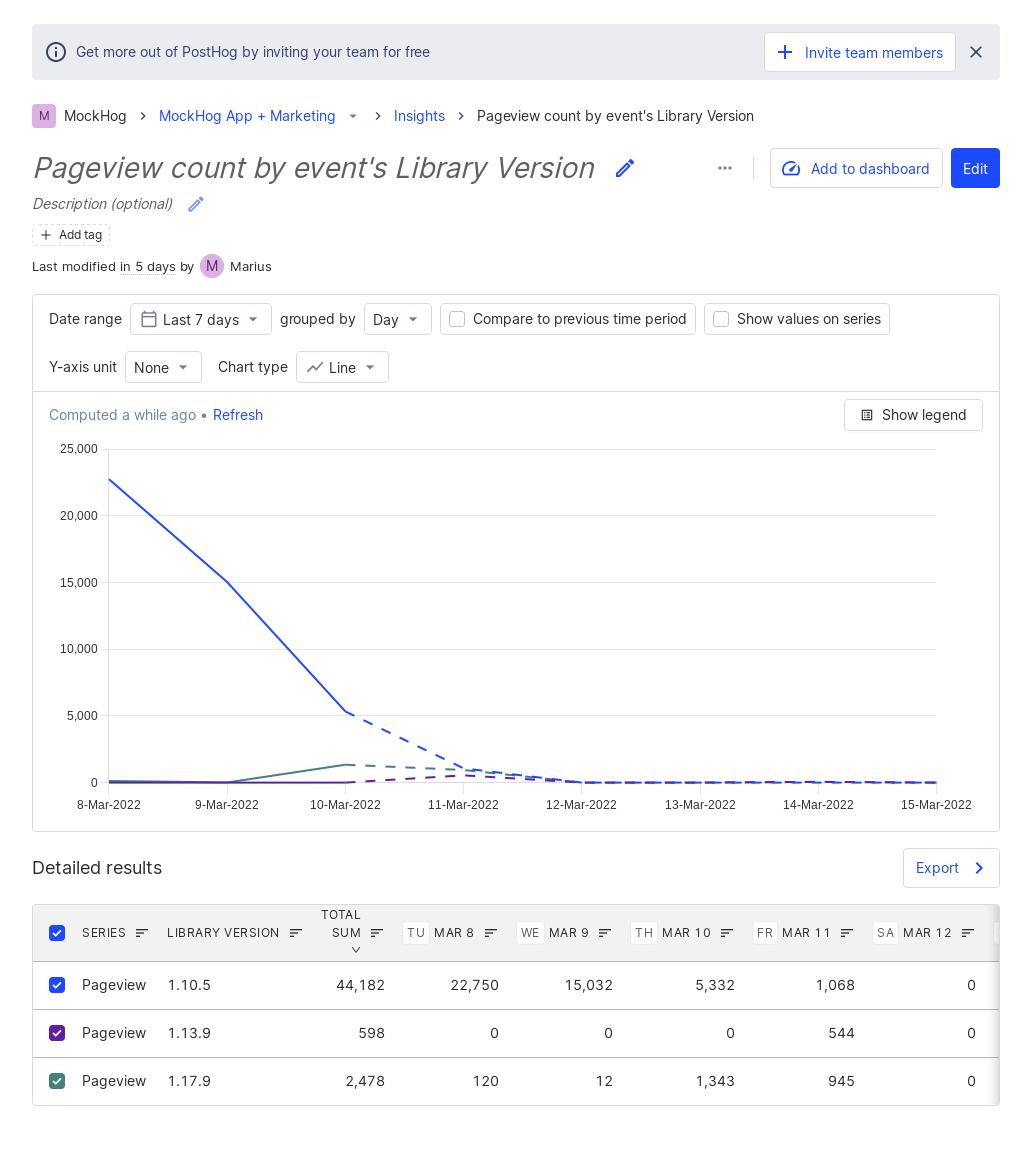 Get more out of PostHog by inviting your team for free
Invite team members
M MockHog MockHog App + Marketing Insights Pageview count by event's Library Version
Pageview count by event's Library Version
Add to dashboard Edit
Description (optional)
Add tag
Last modified in 5 days by M Marius
Date range Last 7 days grouped by Day Compare to previous time period Show values on series
Y-axis unit None Chart type Line
Computed a while ago • Refresh Show legend
25,000
20,000
15,000
10,000
5,000
0
8-Mar-2022 9-Mar-2022 10-Mar-2022 11-Mar-2022 12-Mar-2022 13-Mar-2022 14-Mar-2022 15-Mar-2022
Detailed results Export
SERIES LIBRARY VERSION TOTAL SUM TU MAR 8 WE MAR 9 TH MAR 10 FR MAR 11 SA MAR 12
Pageview 1.10.5 44,182 22,750 15,032 5,332 1,068 0
Pageview 1.13.9 598 0 0 0 544 0
Pageview 1.17.9 2,478 120 12 1,343 945 0